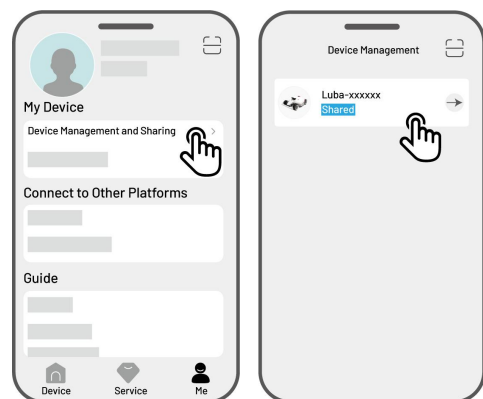 My Device
Device Management and Sharing
Connect to Other Platforms
Guide
Device
Service
Me
Device Management
Luba-xxxxxx
Shared